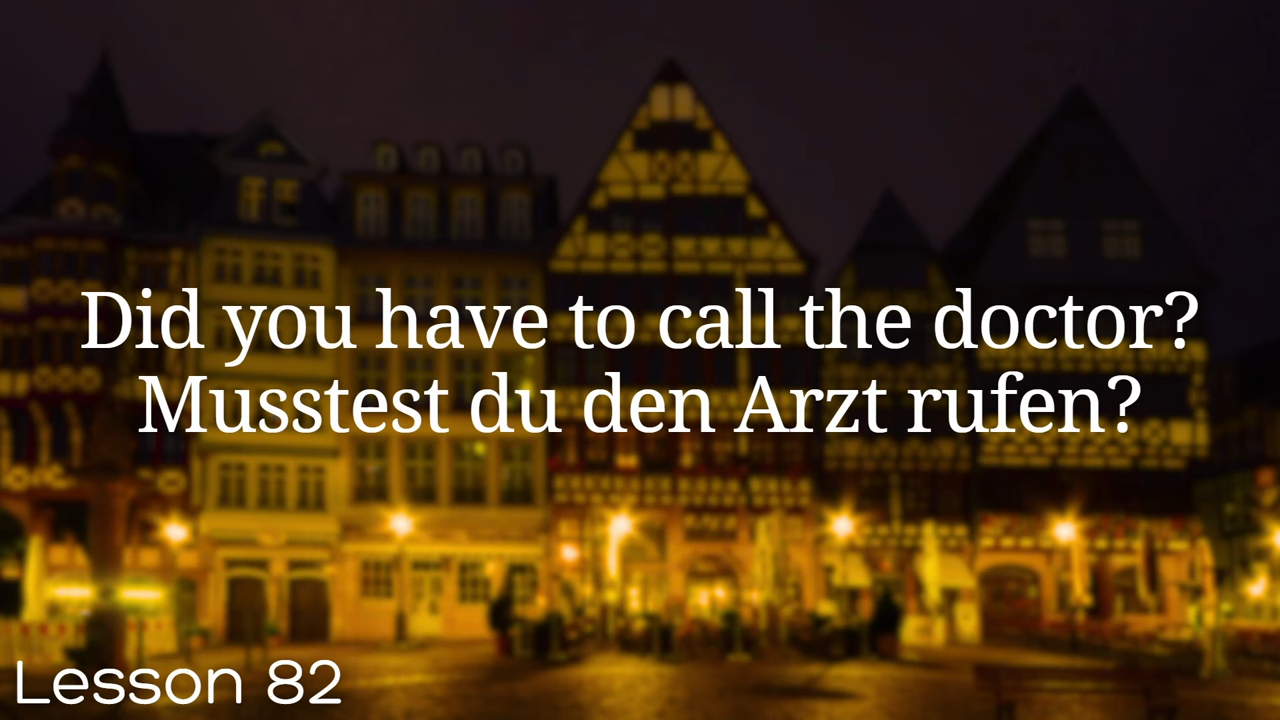 Did you have to call the doctor?
Musstest du den Arzt rufen?
Lesson 82